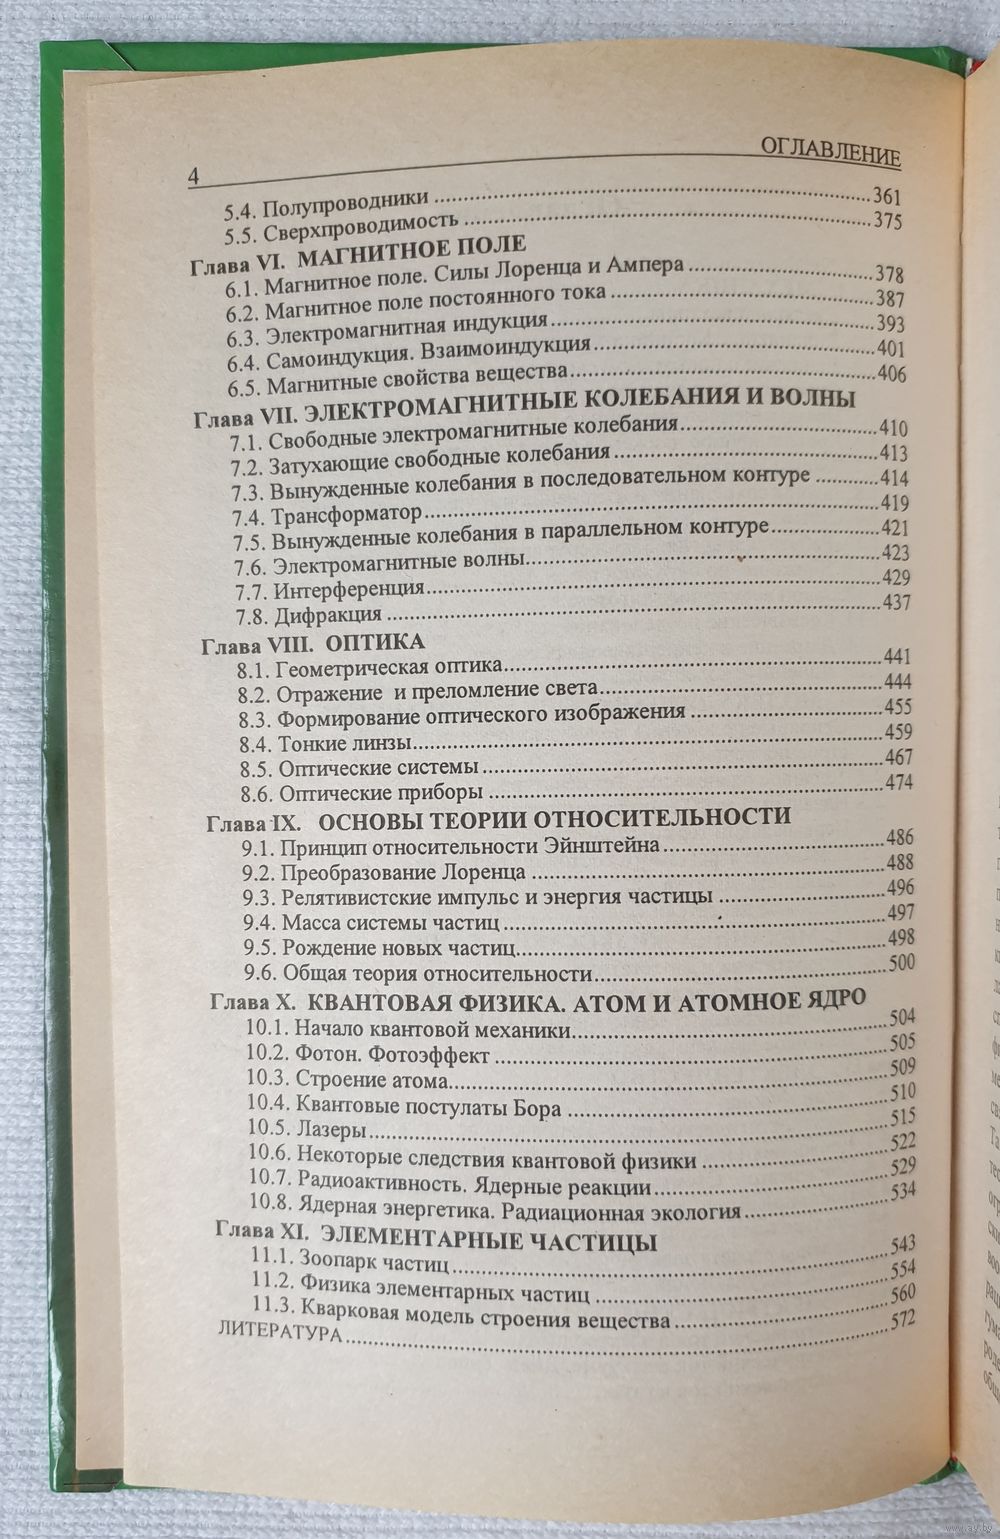 4 ОГЛАВЛЕНИЕ
5.4. Полупроводники ........ 361
5.5. Сверхпроводимость ........ 375
Глава VI. МАГНИТНОЕ ПОЛЕ
6.1. Магнитное поле. Силы Лоренца и Ампера ........ 378
6.2. Магнитное поле постоянного тока ........ 387
6.3. Электромагнитная индукция ........ 393
6.4. Самоиндукция. Взаимоиндукция ........ 401
6.5. Магнитные свойства вещества ........ 406
Глава VII. ЭЛЕКТРОМАГНИТНЫЕ КОЛЕБАНИЯ И ВОЛНЫ
7.1. Свободные электромагнитные колебания ........ 410
7.2. Затухающие свободные колебания ........ 413
7.3. Вынужденные колебания в последовательном контуре ........ 414
7.4. Трансформатор ........ 419
7.5. Вынужденные колебания в параллельном контуре ........ 421
7.6. Электромагнитные волны ........ 423
7.7. Интерференция ........ 429
7.8. Дифракция ........ 437
Глава VIII. ОПТИКА
8.1. Геометрическая оптика ........ 441
8.2. Отражение и преломление света ........ 444
8.3. Формирование оптического изображения ........ 455
8.4. Тонкие линзы ........ 459
8.5. Оптические системы ........ 467
8.6. Оптические приборы ........ 474
Глава IX. ОСНОВЫ ТЕОРИИ ОТНОСИТЕЛЬНОСТИ
9.1. Принцип относительности Эйнштейна ........ 486
9.2. Преобразование Лоренца ........ 488
9.3. Релятивистские импульс и энергия частицы ........ 496
9.4. Масса системы частиц ........ 497
9.5. Рождение новых частиц ........ 498
9.6. Общая теория относительности ........ 500
Глава X. КВАНТОВАЯ ФИЗИКА. АТОМ И АТОМНОЕ ЯДРО
10.1. Начало квантовой механики ........ 504
10.2. Фотон. Фотоэффект ........ 505
10.3. Строение атома ........ 509
10.4. Квантовые постулаты Бора ........ 510
10.5. Лазеры ........ 515
10.6. Некоторые следствия квантовой физики ........ 522
10.7. Радиоактивность. Ядерные реакции ........ 529
10.8. Ядерная энергетика. Радиационная экология ........ 534
Глава XI. ЭЛЕМЕНТАРНЫЕ ЧАСТИЦЫ
11.1. Зоопарк частиц ........ 543
11.2. Физика элементарных частиц ........ 554
11.3. Кварковая модель строения вещества ........ 560
ЛИТЕРАТУРА ........ 572
www.ay.by